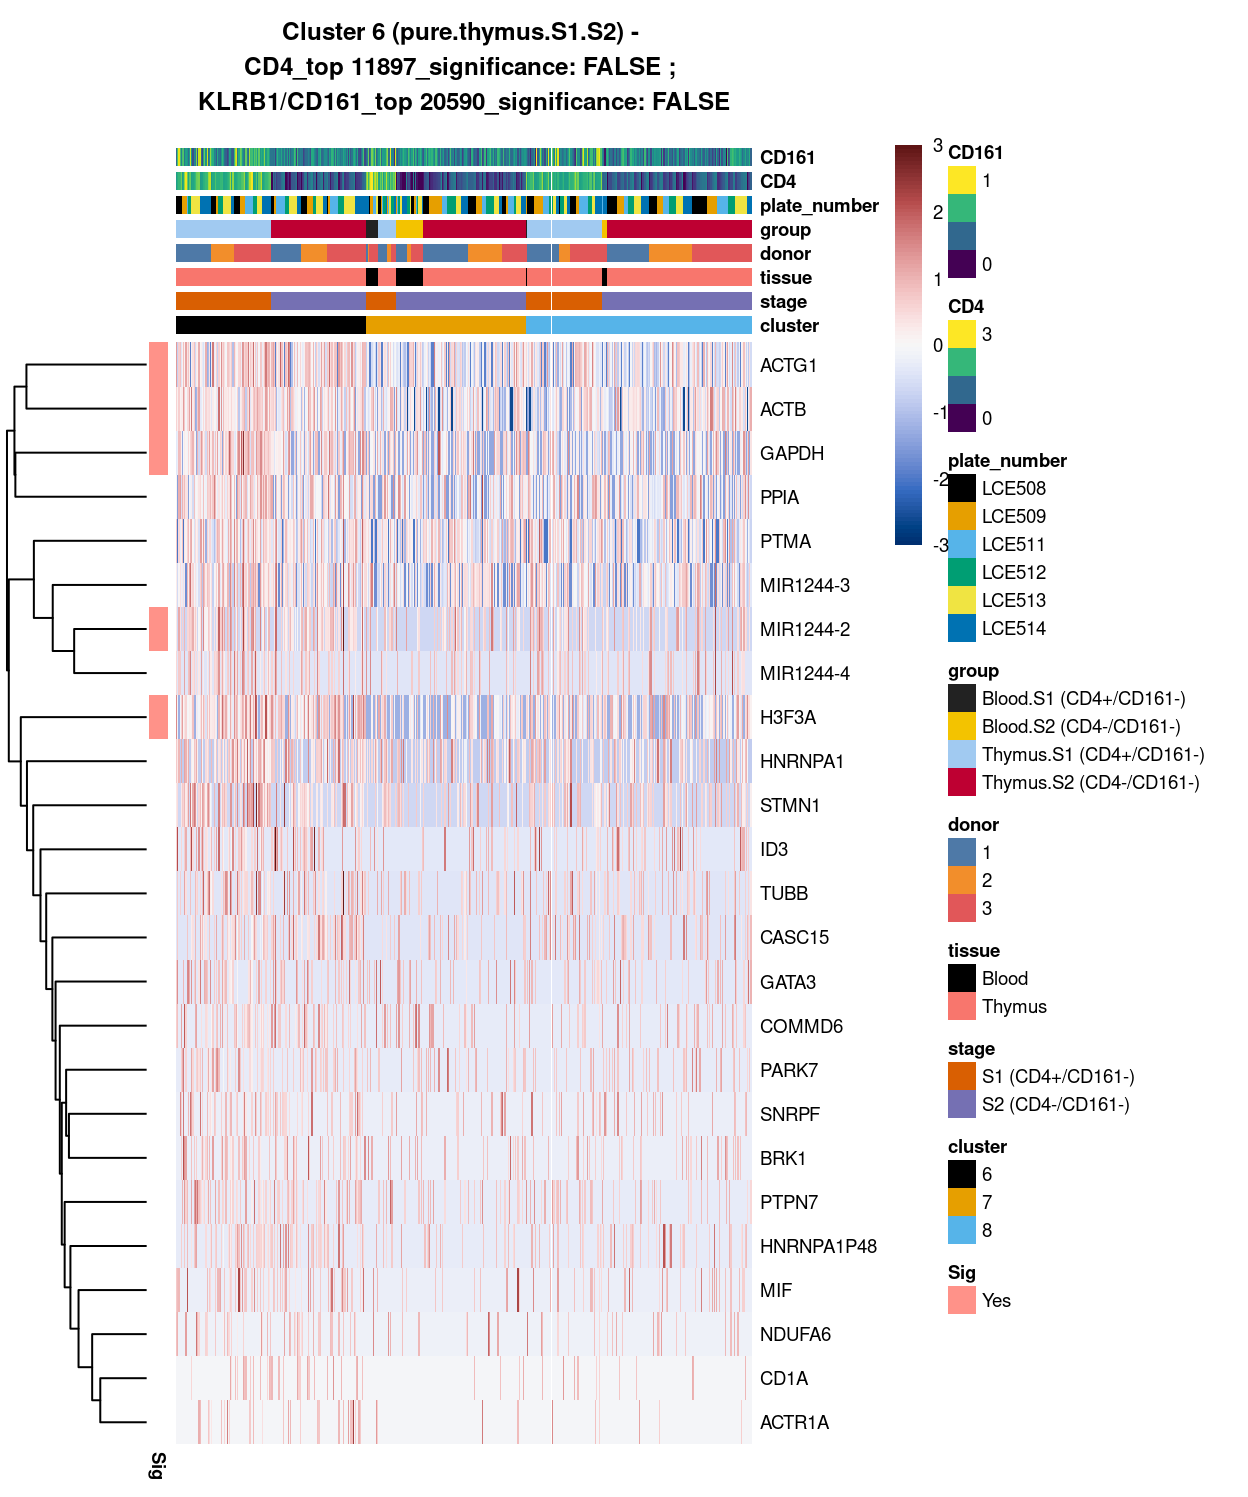 Cluster 6 (pure.thymus.S1.S2) -
CD4_top 11897_significance: FALSE ;
KLRB1/CD161_top 20590_significance: FALSE
CD161
CD4
plate_number
group
donor
tissue
stage
cluster
ACTG1
ACTB
GAPDH
PPIA
PTMA
MIR1244-3
MIR1244-2
MIR1244-4
H3F3A
HNRNPA1
STMN1
ID3
TUBB
CASC15
GATA3
COMMD6
PARK7
SNRPF
BRK1
PTPN7
HNRNPA1P48
MIF
NDUFA6
CD1A
ACTR1A
Sig
3
2
1
0
-1
-2
-3
CD161
1
0
CD4
3
0
plate_number
LCE508
LCE509
LCE511
LCE512
LCE513
LCE514
group
Blood.S1 (CD4+/CD161-)
Blood.S2 (CD4-/CD161-)
Thymus.S1 (CD4+/CD161-)
Thymus.S2 (CD4-/CD161-)
donor
1
2
3
tissue
Blood
Thymus
stage
S1 (CD4+/CD161-)
S2 (CD4-/CD161-)
cluster
6
7
8
Sig
Yes